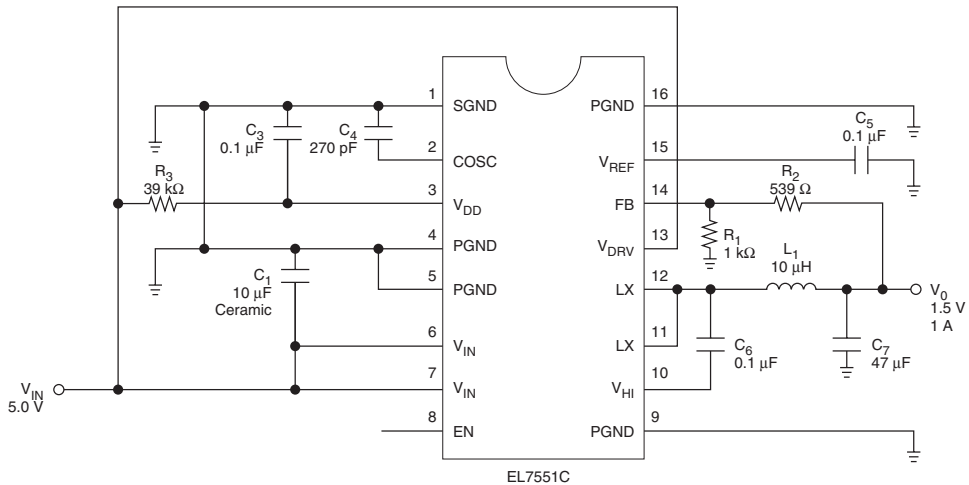 1
SGND
PGND
16
C3
0.1 µF
C4
270 pF
C5
0.1 µF
2
COSC
VREF
15
R3
39 kΩ
R2
539 Ω
3
VDD
FB
14
R1
1 kΩ
4
PGND
VDRV
13
C1
10 µF
Ceramic
L1
10 µH
5
PGND
LX
12
V0
1.5 V
1 A
6
VIN
LX
11
C6
0.1 µF
C7
47 µF
VIN
5.0 V
7
VIN
VHI
10
8
EN
PGND
9
EL7551C